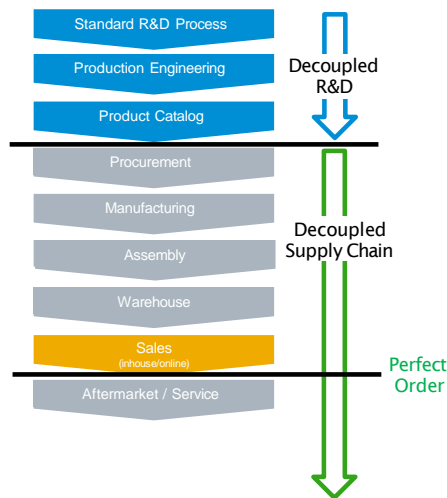 Standard R&D Process
Production Engineering
Product Catalog
Decoupled
R&D
Procurement
Manufacturing
Assembly
Warehouse
Sales
(inhouse/online)
Aftermarket / Service
Decoupled
Supply Chain
Perfect
Order